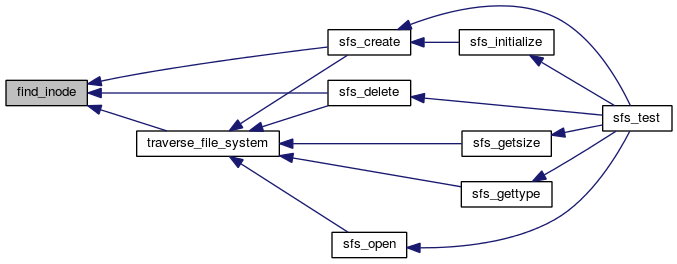 find_inode
sfs_create
sfs_initialize
sfs_delete
sfs_test
traverse_file_system
sfs_getsize
sfs_gettype
sfs_open